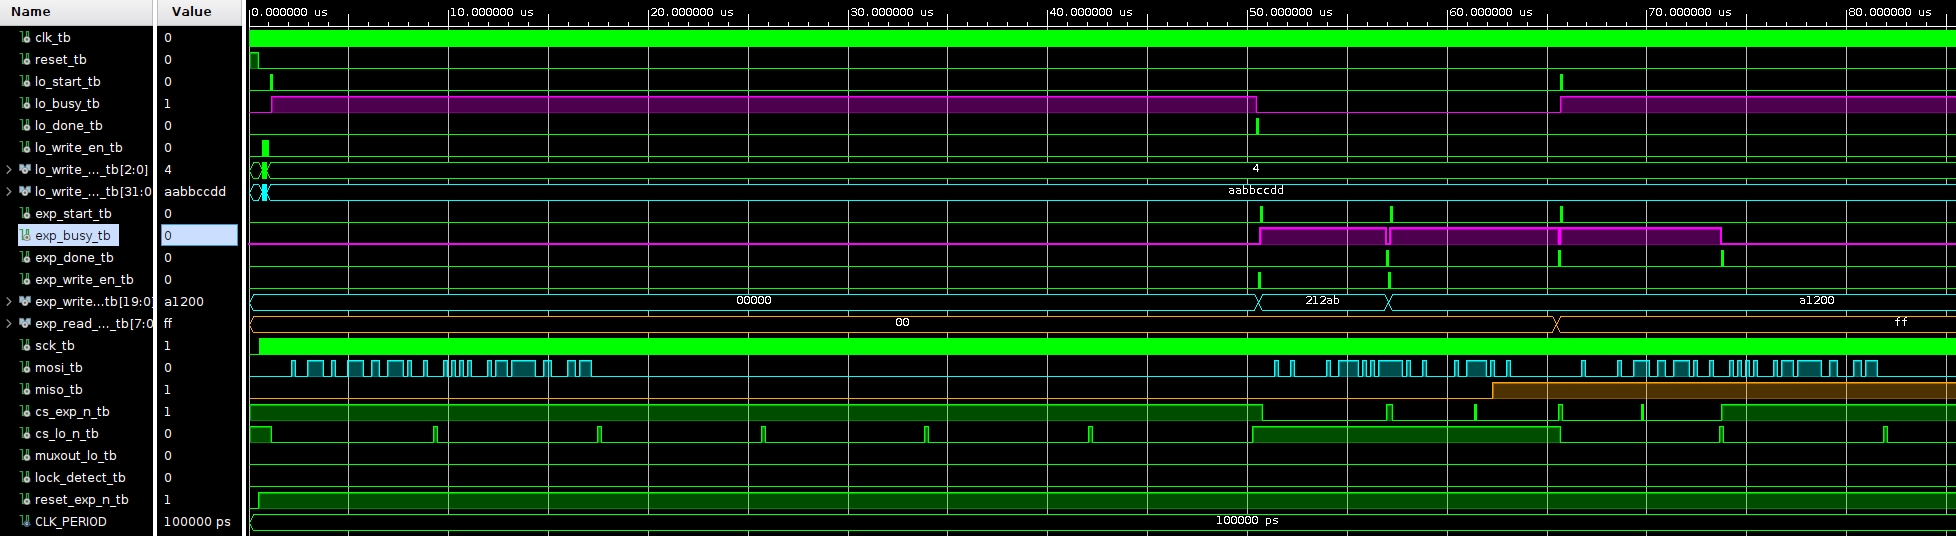 Name Value 0.000000 us 10.000000 us 20.000000 us 30.000000 us 40.000000 us 50.000000 us 60.000000 us 70.000000 us 80.000000 us
clk_tb 0
reset_tb 0
lo_start_tb 0
lo_busy_tb 1
lo_done_tb 0
lo_write_en_tb 0
lo_write_..._tb[2:0] 4 4
lo_write_..._tb[31:0 aabbccdd aabbccdd
exp_start_tb 0
exp_busy_tb 0
exp_done_tb 0
exp_write_en_tb 0
exp_write...tb[19:0] a1200 00000 212ab a1200
exp_read_..._tb[7:0 ff 00 ff
sck_tb 1
mosi_tb 0
miso_tb 1
cs_exp_n_tb 1
cs_lo_n_tb 0
muxout_lo_tb 0
lock_detect_tb 0
reset_exp_n_tb 1
CLK_PERIOD 100000 ps 100000 ps